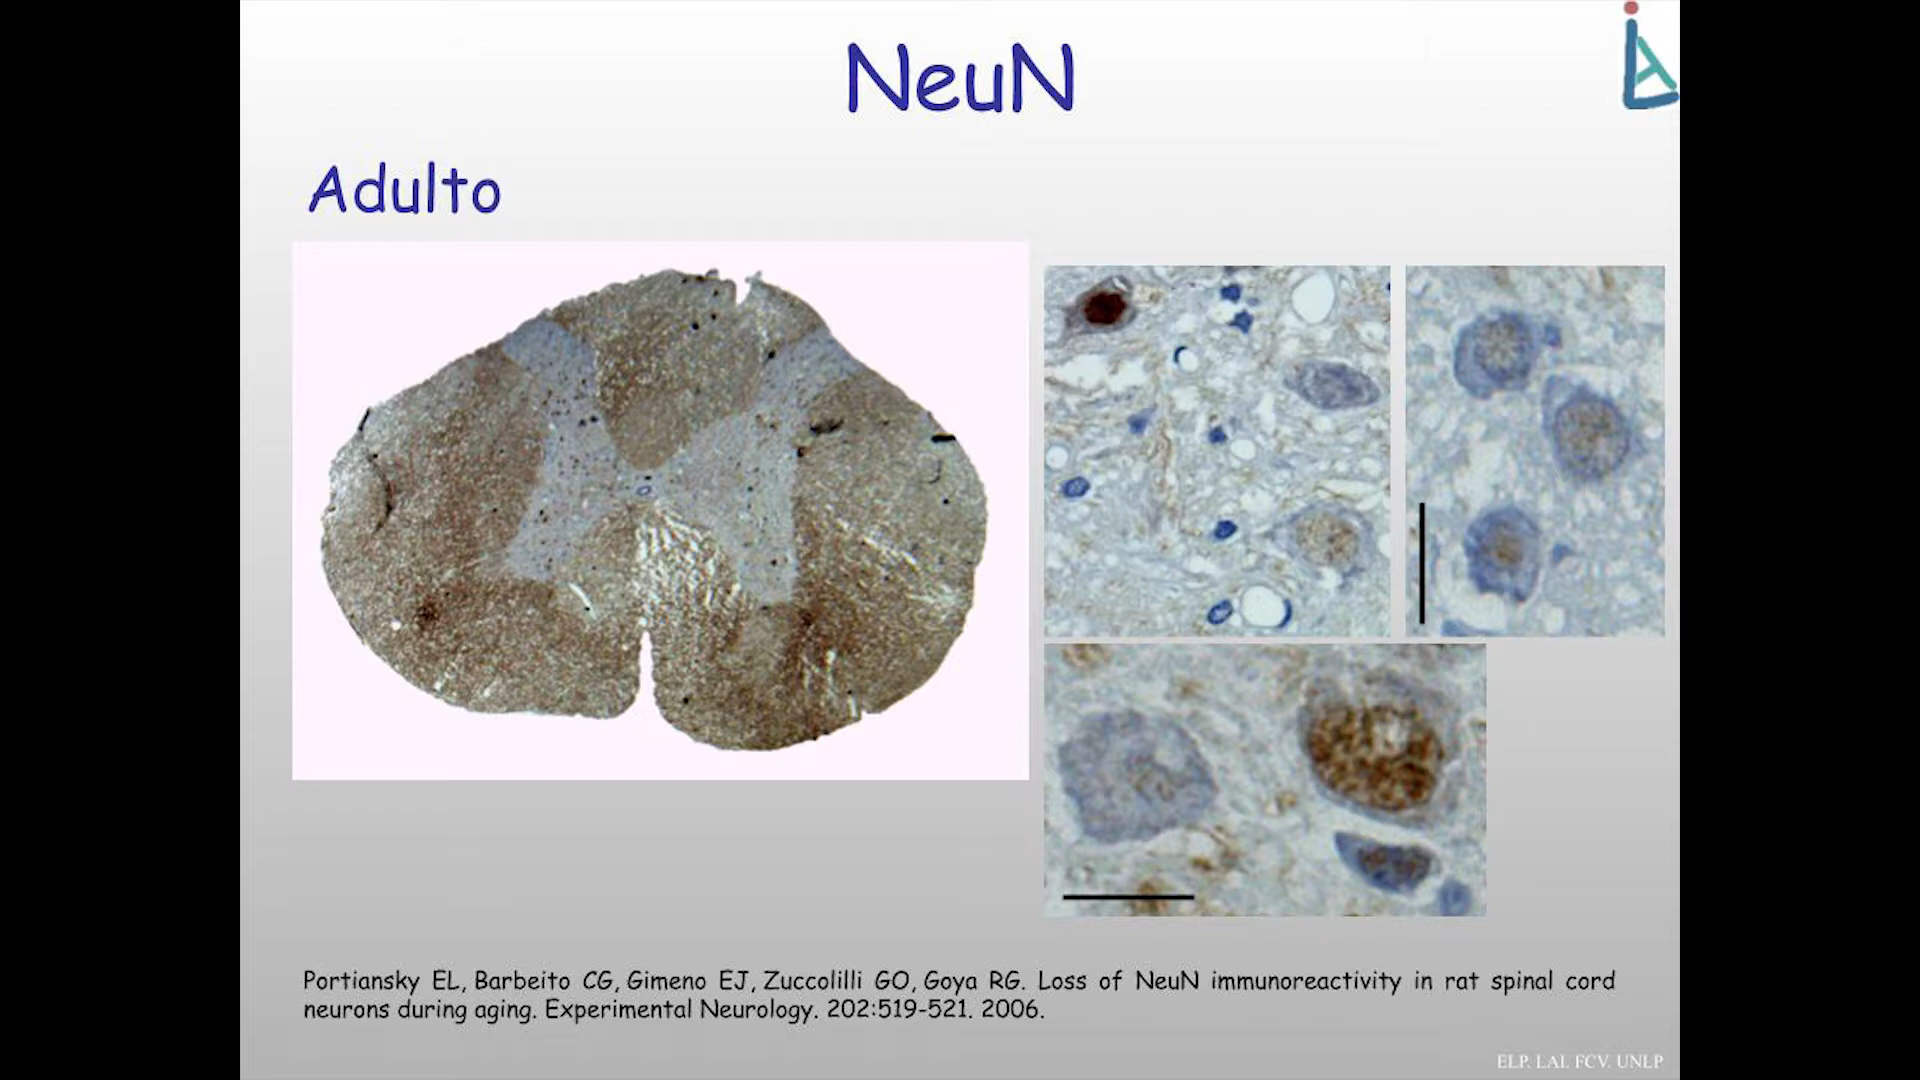 NeuN
Adulto
Portiansky EL, Barbeito CG, Gimeno EJ, Zuccolilli GO, Goya RG. Loss of NeuN immunoreactivity in rat spinal cord
neurons during aging. Experimental Neurology. 202:519-521. 2006.
ELP. LAI. FCV. UNLP